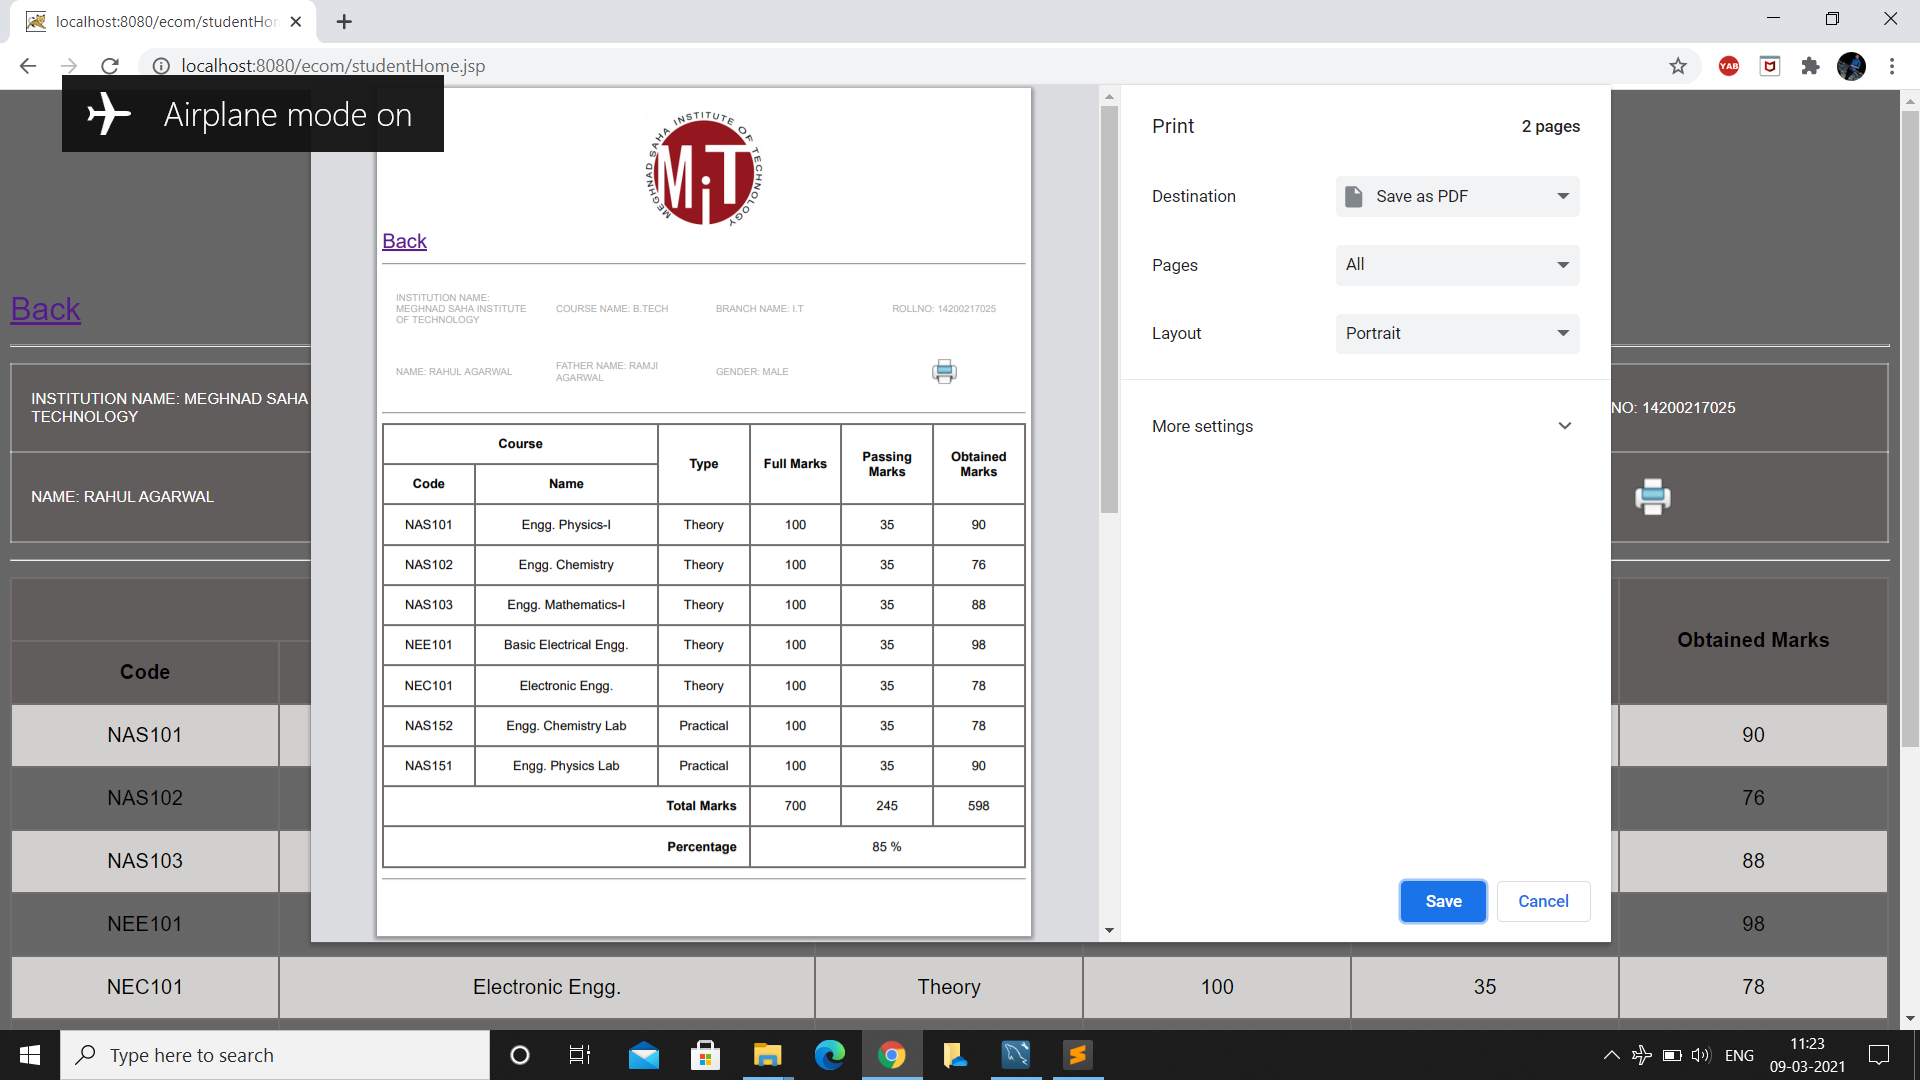 localhost:8080/ecom/studentHor
localhost:8080/ecom/studentHome.jsp
YAB
Airplane mode on
MEGHNAD SAHA INSTITUTE OF TECHNOLOGY
MiT
Back
INSTITUTION NAME:
MEGHNAD SAHA INSTITUTE
OF TECHNOLOGY
COURSE NAME: B.TECH
BRANCH NAME: I.T
ROLLNO: 14200217025
NAME: RAHUL AGARWAL
FATHER NAME: RAMJI
AGARWAL
GENDER: MALE
Course Type Full Marks Passing Marks Obtained Marks
Code Name
NAS101 Engg. Physics-I Theory 100 35 90
NAS102 Engg. Chemistry Theory 100 35 76
NAS103 Engg. Mathematics-I Theory 100 35 88
NEE101 Basic Electrical Engg. Theory 100 35 98
NEC101 Electronic Engg. Theory 100 35 78
NAS152 Engg. Chemistry Lab Practical 100 35 78
NAS151 Engg. Physics Lab Practical 100 35 90
Total Marks 700 245 598
Percentage 85 %
Print 2 pages
Destination Save as PDF
Pages All
Layout Portrait
More settings
Save Cancel
Back
INSTITUTION NAME: MEGHNAD SAHA
TECHNOLOGY
NO: 14200217025
NAME: RAHUL AGARWAL
Code Obtained Marks
NAS101 90
NAS102 76
NAS103 88
NEE101 98
NEC101 Electronic Engg. Theory 100 35 78
Type here to search
ENG
11:23
09-03-2021